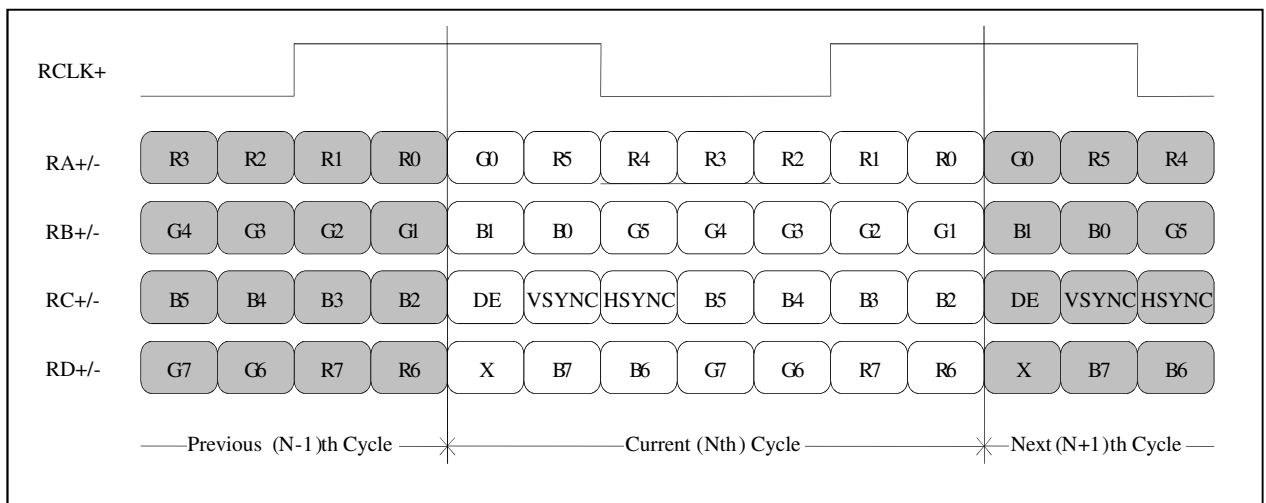 RCLK+
RA+/- R3 R2 R1 R0 G0 R5 R4 R3 R2 R1 R0 G0 R5 R4
RB+/- G4 G3 G2 G1 B1 B0 G5 G4 G3 G2 G1 B1 B0 G5
RC+/- B5 B4 B3 B2 DE VSYNC HSYNC B5 B4 B3 B2 DE VSYNC HSYNC
RD+/- G7 G6 R7 R6 X B7 B6 G7 G6 R7 R6 X B7 B6
Previous (N-1)th Cycle Current (Nth) Cycle Next (N+1)th Cycle